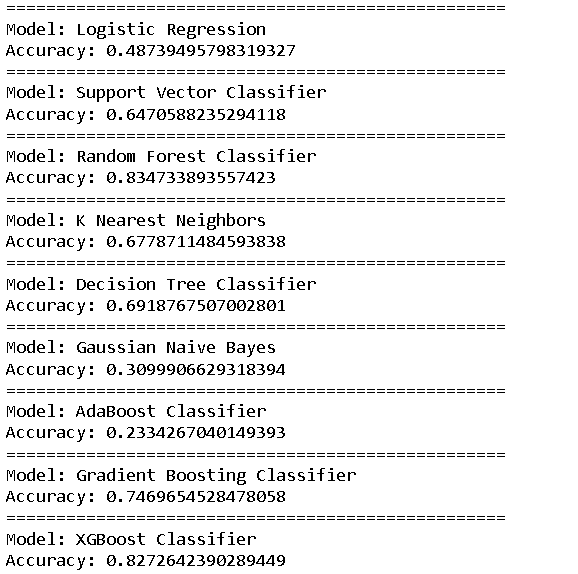 ==================================================
Model: Logistic Regression
Accuracy: 0.48739495798319327
==================================================
Model: Support Vector Classifier
Accuracy: 0.6470588235294118
==================================================
Model: Random Forest Classifier
Accuracy: 0.834733893557423
==================================================
Model: K Nearest Neighbors
Accuracy: 0.6778711484593838
==================================================
Model: Decision Tree Classifier
Accuracy: 0.6918767507002801
==================================================
Model: Gaussian Naive Bayes
Accuracy: 0.3099906629318394
==================================================
Model: AdaBoost Classifier
Accuracy: 0.2334267040149393
==================================================
Model: Gradient Boosting Classifier
Accuracy: 0.7469654528478058
==================================================
Model: XGBoost Classifier
Accuracy: 0.8272642390289449